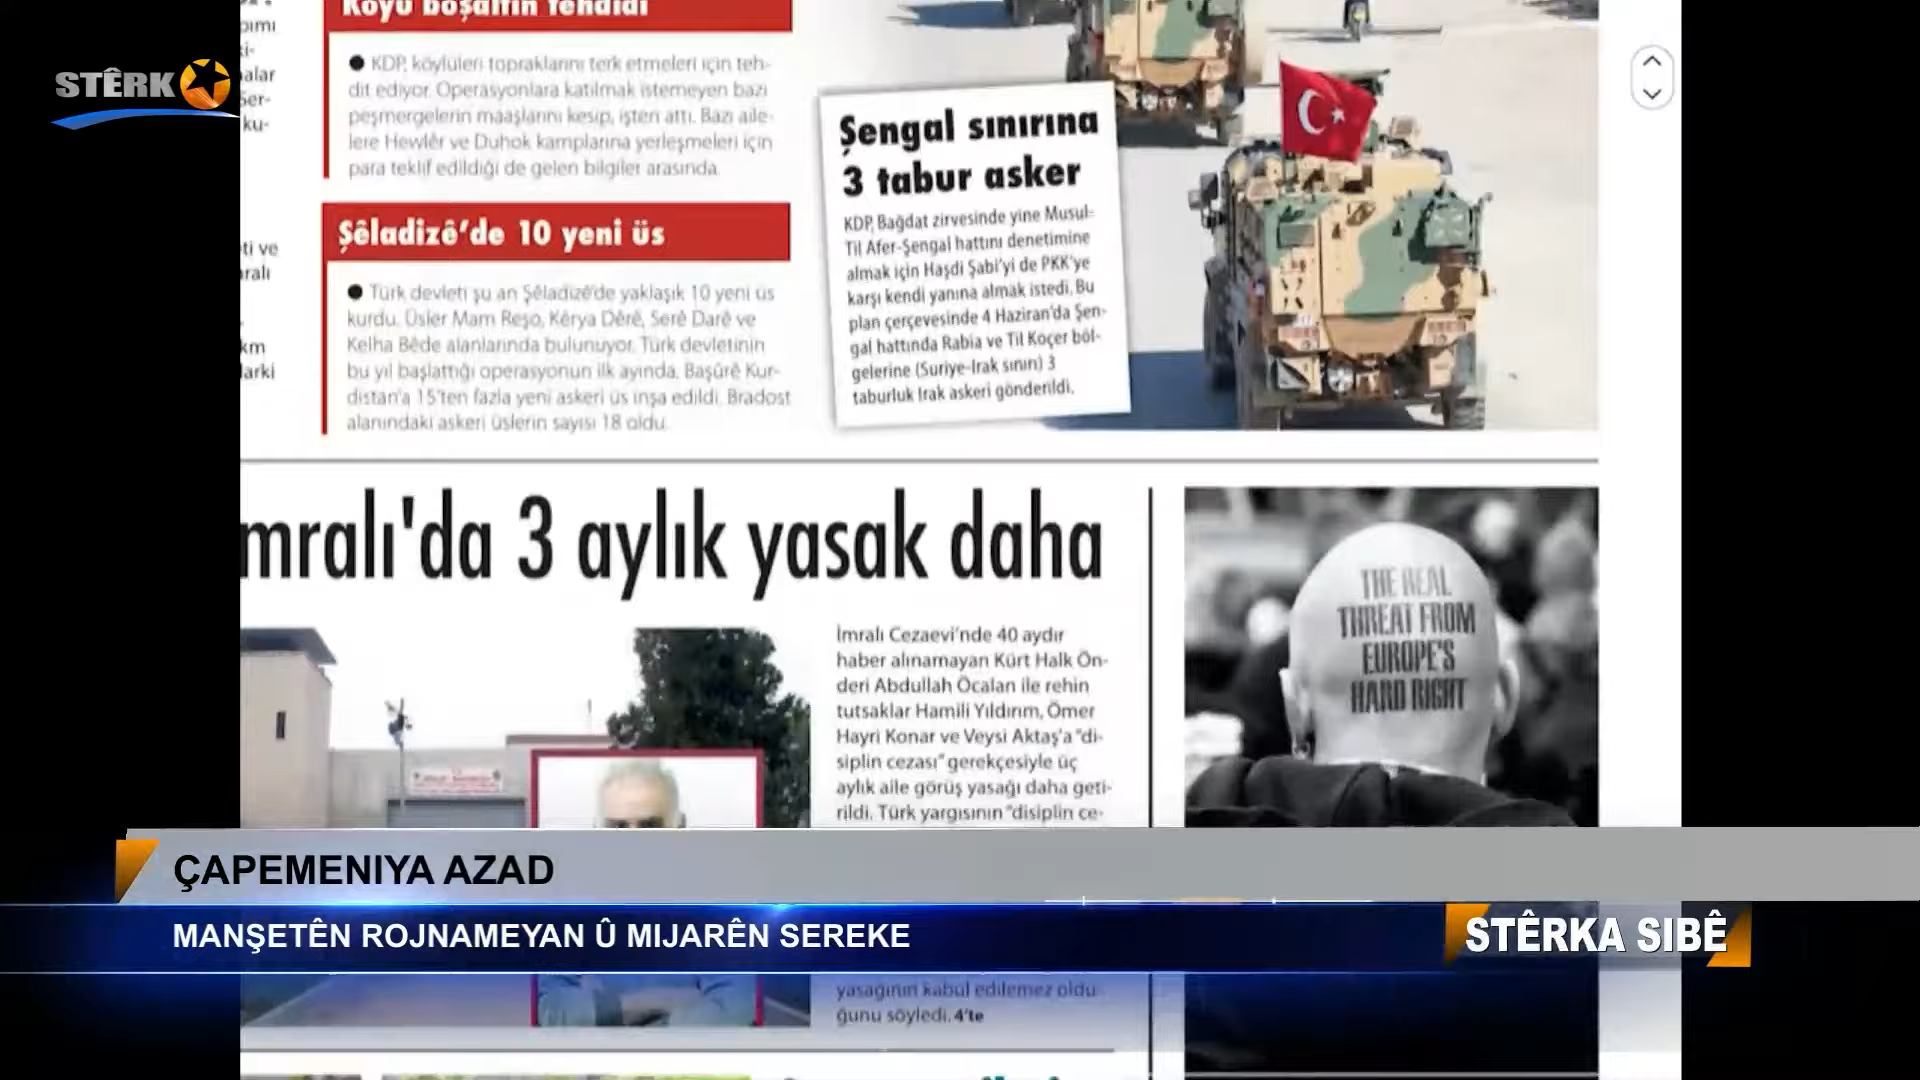 STÊRK
pımı
ki-
alar
Ser-
ku-
ti ve
ralı
km
larki
Köyü boşaltın tehdidi
● KDP, köylüleri topraklarını terk etmeleri için teh-
dit ediyor. Operasyonlara katılmak istemeyen bazı
peşmergelerin maaşlarını kesip, işten attı. Bazı aile-
lere Hewlêr ve Duhok kamplarına yerleşmeleri için
para teklif edildiği de gelen bilgiler arasında.
Şêladizê’de 10 yeni üs
● Türk devleti şu an Şêladizê'de yaklaşık 10 yeni üs
kurdu. Üsler Mam Reşo, Kêrya Dêrê, Serê Darê ve
Kelha Bêde alanlarında bulunuyor. Türk devletinin
bu yıl başlattığı operasyonun ilk ayında, Başûrê Kur-
distan'a 15'ten fazla yeni askeri üs inşa edildi. Bradost
alanındaki askeri üslerin sayısı 18 oldu.
Şengal sınırına
3 tabur asker
KDP, Bağdat zirvesinde yine Musul-
Til Afer-Şengal hattını denetimine
almak için Haşdi Şabi’yi de PKK’ye
karşı kendi yanına almak istedi. Bu
plan çerçevesinde 4 Haziran’da Şen-
gal hattında Rabia ve Til Koçer böl-
gelerine (Suriye-Irak sınırı) 3
taburluk Irak askeri gönderildi.
mralı'da 3 aylık yasak daha
İmralı Cezaevi’nde 40 aydır
haber alınamayan Kürt Halk Ön-
deri Abdullah Öcalan ile rehin
tutsaklar Hamili Yıldırım, Ömer
Hayri Konar ve Veysi Aktaş’a “di-
siplin cezası” gerekçesiyle üç
aylık aile görüş yasağı daha geti-
rildi. Türk yargısının “disiplin ce-
yasağının kabul edilemez oldu-
ğunu söyledi. 4’te
THE REAL
THREAT FROM
EUROPE'S
HARD RIGHT
ÇAPEMENIYA AZAD
MANŞETÊN ROJNAMEYAN Û MIJARÊN SEREKE
STÊRKA SIBÊ